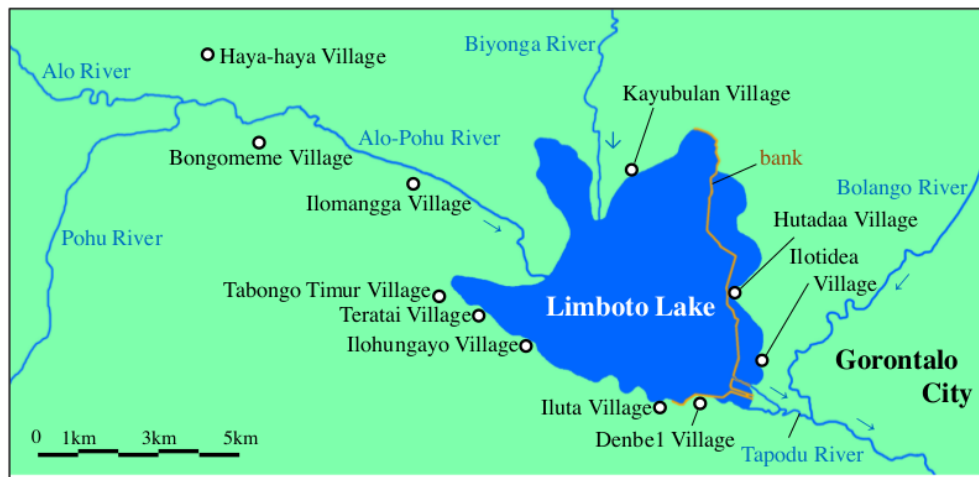 Biyonga River
Haya-haya Village
Alo River
Kayubulan Village
Alo-Pohu River
bank
Bongomeme Village
Bolango River
Ilomangga Village
Hutadaa Village
Pohu River
Ilotidea
Village
Tabongo Timur Village
Limboto Lake
Teratai Village
Ilohungayo Village
Gorontalo
City
Iluta Village
0 1km 3km 5km
Denbe1 Village
Tapodu River